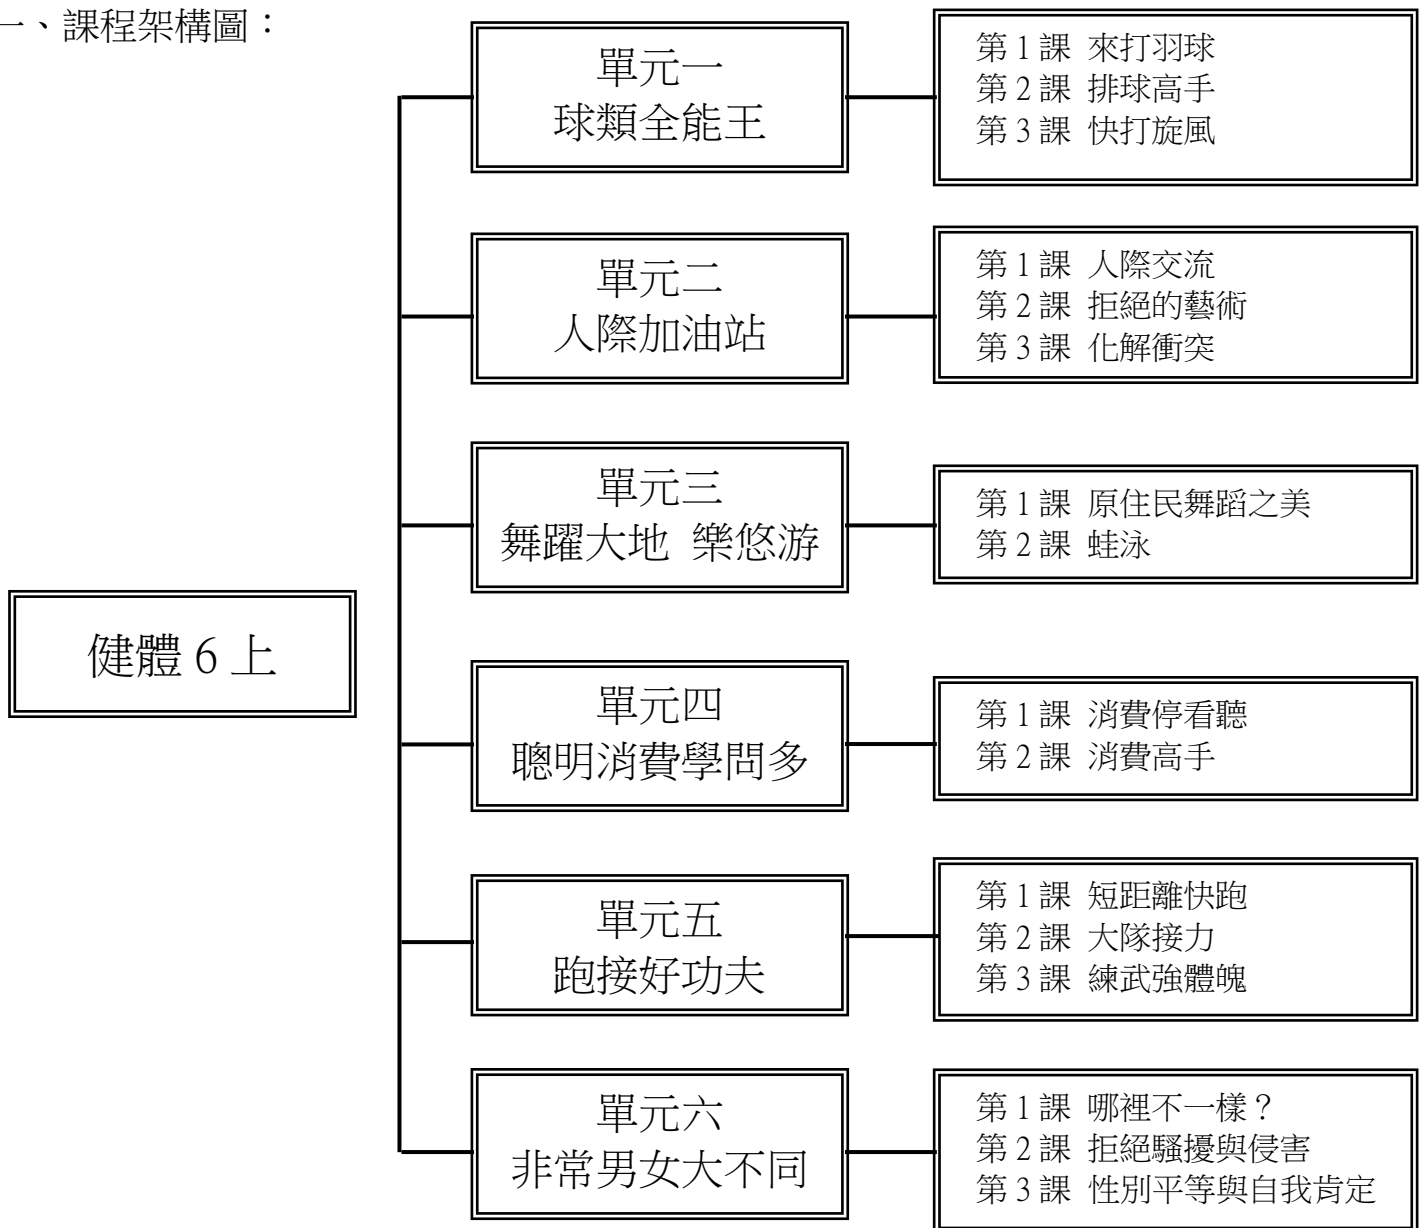 一、課程架構圖：
單元一
球類全能王
第1課 來打羽球
第2課 排球高手
第3課 快打旋風
單元二
人際加油站
第1課 人際交流
第2課 拒絕的藝術
第3課 化解衝突
單元三
舞躍大地 樂悠游
第1課 原住民舞蹈之美
第2課 蛙泳
健體6上
單元四
聰明消費學問多
第1課 消費停看聽
第2課 消費高手
單元五
跑接好功夫
第1課 短距離快跑
第2課 大隊接力
第3課 練武強體魄
單元六
非常男女大不同
第1課 哪裡不一樣？
第2課 拒絕騷擾與侵害
第3課 性別平等與自我肯定